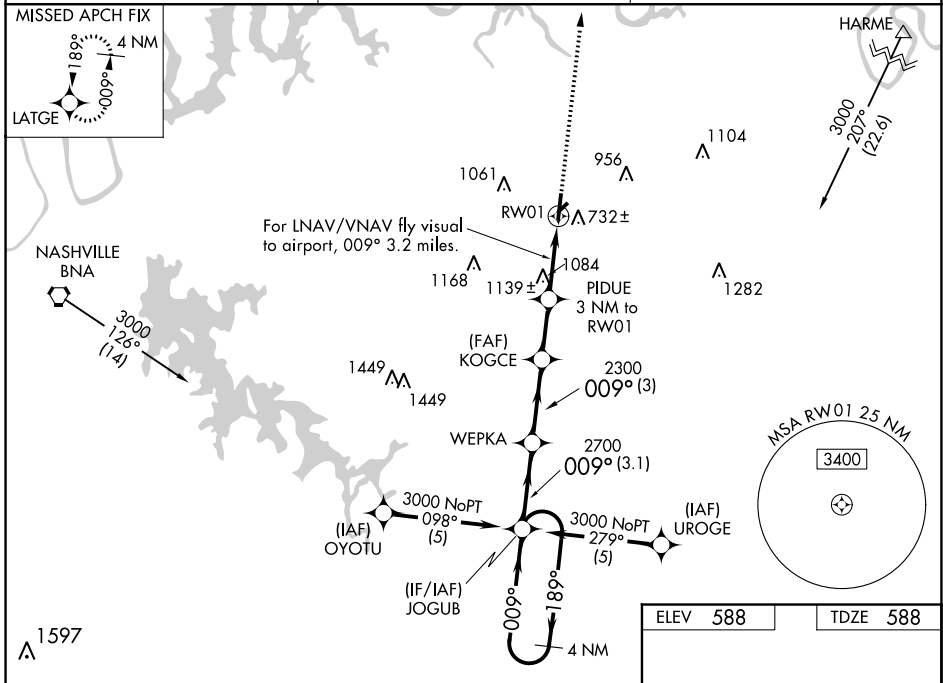 MISSED APCH FIX
4 NM
189°
009°
LATGE
HARME
3000
207°
(22.6)
1104
956
1061
RW01
732±
For LNAV/VNAV fly visual
to airport, 009° 3.2 miles.
NASHVILLE
BNA
3000
126°
(14)
1168
1084
1139±
PIDUE
3 NM to
RW01
1282
(FAF)
KOGCE
1449
1449
2300
009° (3)
WEPKA
2700
009° (3.1)
MSA RW01 25 NM
3400
3000 NoPT
098°
(5)
(IAF)
OYOTU
3000 NoPT
279°
(5)
(IAF)
UROGE
(IF/IAF)
JOGUB
009°
189°
4 NM
1597
ELEV 588
TDZE 588